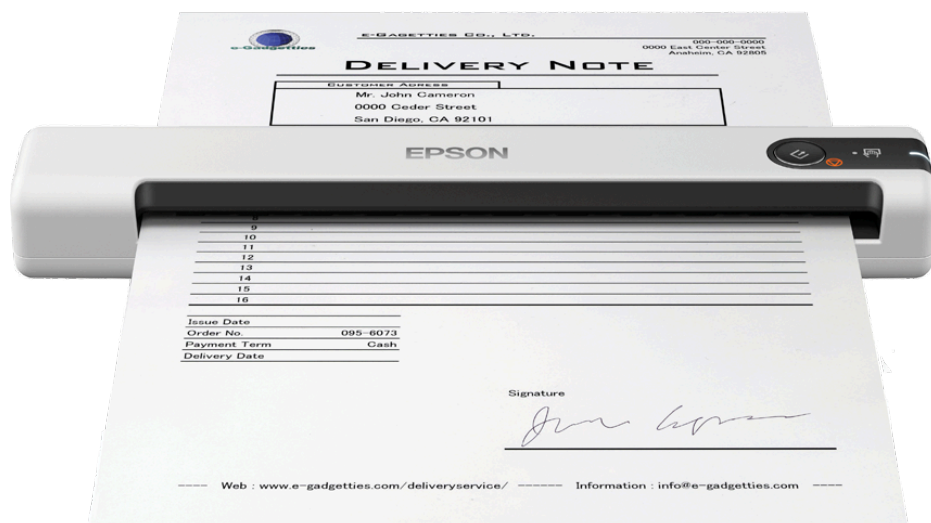 e-Gadgetties
E-GAGETTIES CO., LTD.
000-000-0000
0000 East Center Street
Anaheim, CA 92805
DELIVERY NOTE
CUSTOMER ADRESS
Mr. John Cameron
0000 Ceder Street
San Diego, CA 92101
EPSON
8
9
10
11
12
13
14
15
16
Issue Date
Order No. 095-6073
Payment Term Cash
Delivery Date
Signature
Web : www.e-gadgetties.com/deliveryservice/ Information : info@e-gadgetties.com